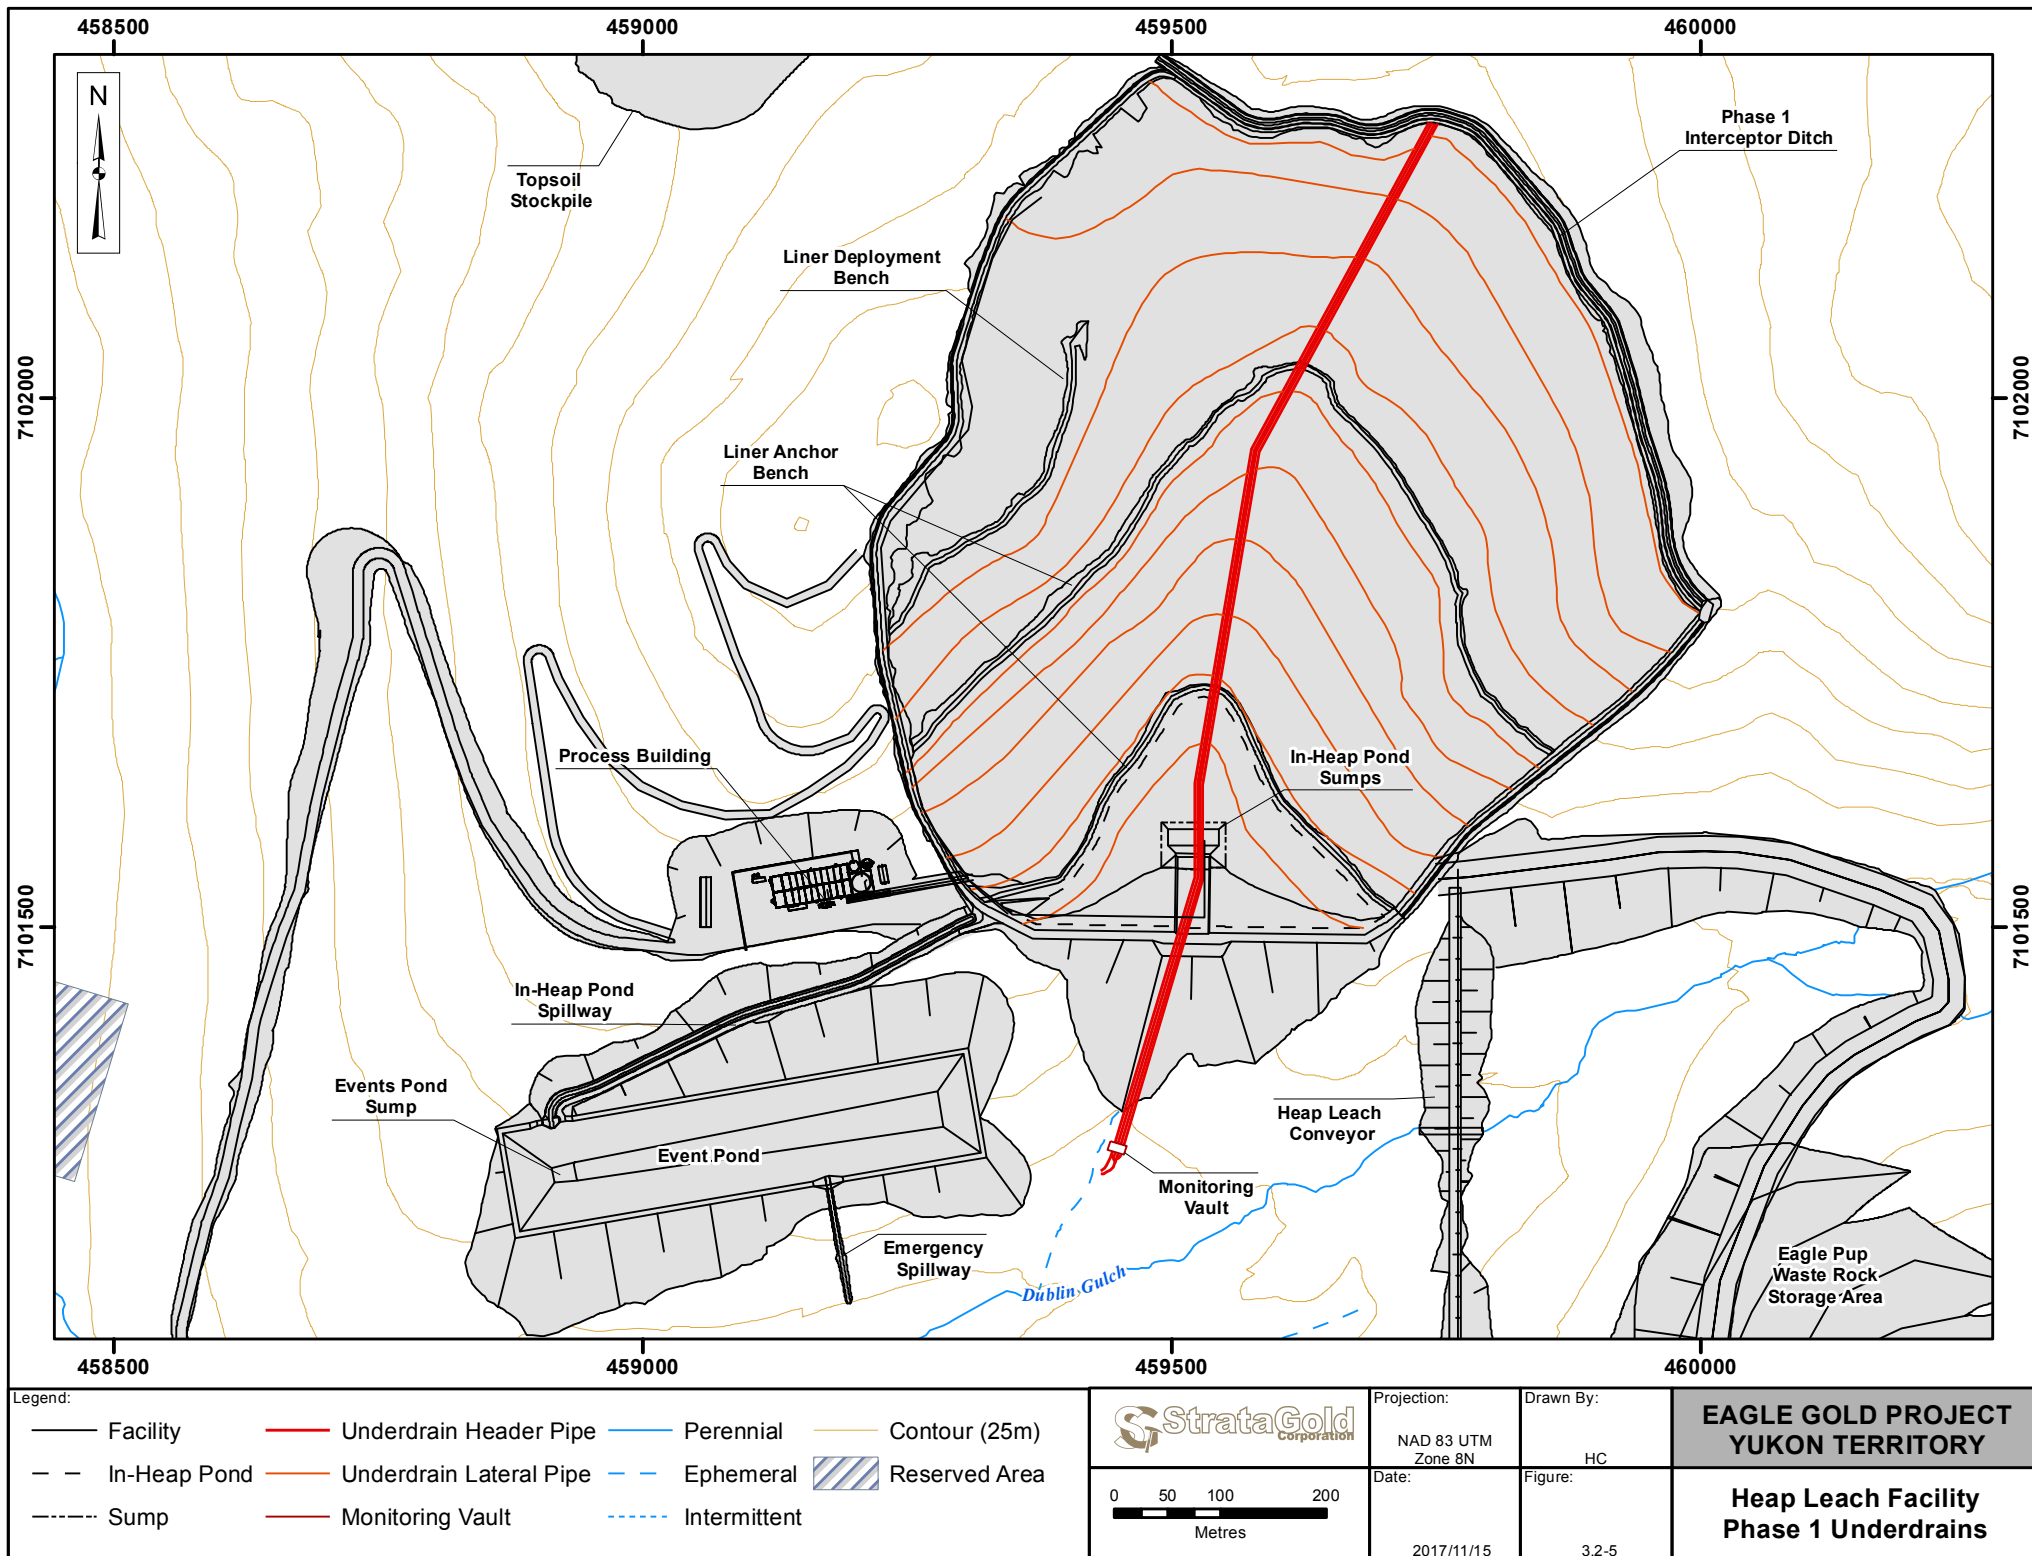 458500
459000
459500
460000
N
Phase 1
Interceptor Ditch
Topsoil
Stockpile
Liner Deployment
Bench
7102000
7102000
Liner Anchor
Bench
Process Building
In-Heap Pond
Sumps
7101500
7101500
In-Heap Pond
Spillway
Events Pond
Sump
Event Pond
Heap Leach
Conveyor
Monitoring
Vault
Emergency
Spillway
Dublin Gulch
Eagle Pup
Waste Rock
Storage Area
458500
459000
459500
460000
Legend:
Facility
Underdrain Header Pipe
Perennial
Contour (25m)
In-Heap Pond
Underdrain Lateral Pipe
Ephemeral
Reserved Area
Sump
Monitoring Vault
Intermittent
StrataGold
Corporation
0 50 100 200
Metres
Projection:
NAD 83 UTM
Zone 8N
Drawn By:
HC
Date:
2017/11/15
Figure:
3.2-5
EAGLE GOLD PROJECT
YUKON TERRITORY
Heap Leach Facility
Phase 1 Underdrains